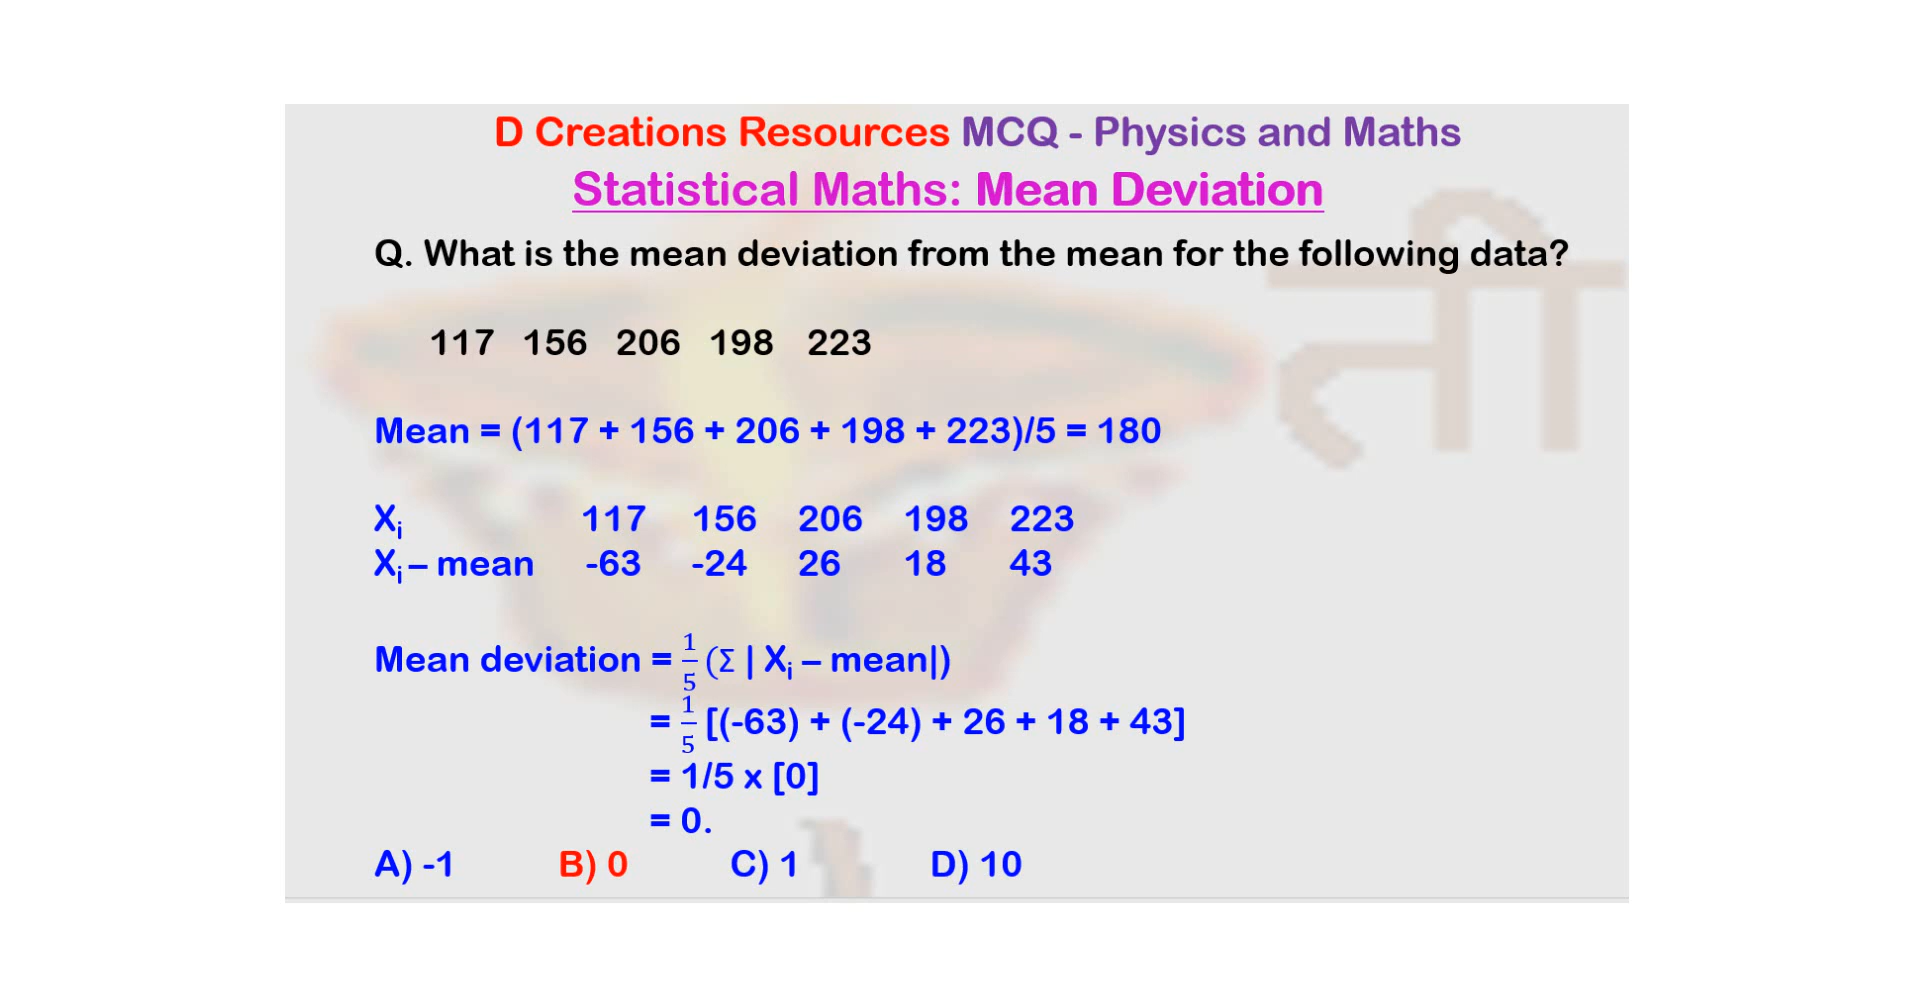 D Creations Resources MCQ - Physics and Maths
Statistical Maths: Mean Deviation
Q. What is the mean deviation from the mean for the following data?
117 156 206 198 223
Mean = (117 + 156 + 206 + 198 + 223)/5 = 180
Xᵢ 117 156 206 198 223
Xᵢ – mean -63 -24 26 18 43
Mean deviation = 1/5 (Σ | Xᵢ – mean|)
= 1/5 [(-63) + (-24) + 26 + 18 + 43]
= 1/5 x [0]
= 0.
A) -1 B) 0 C) 1 D) 10